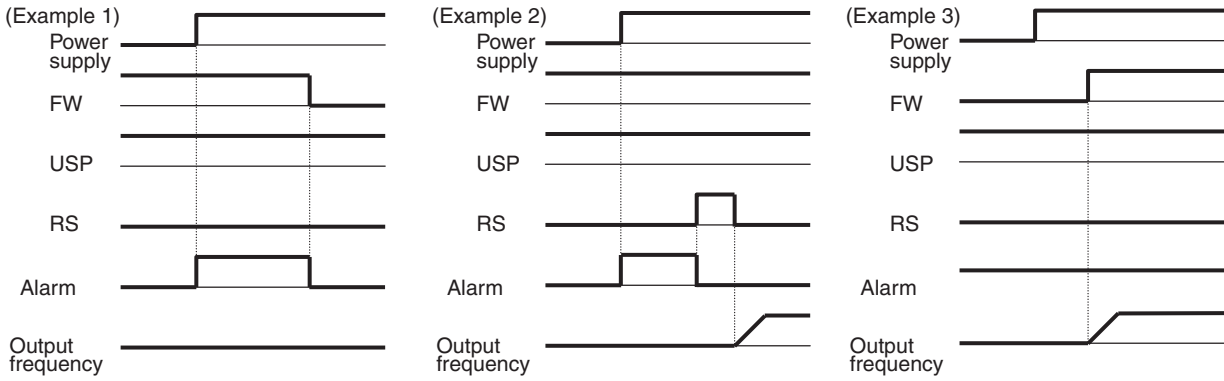 (Example 1)
Power
supply
FW
USP
RS
Alarm
Output
frequency
(Example 2)
Power
supply
FW
USP
RS
Alarm
Output
frequency
(Example 3)
Power
supply
FW
USP
RS
Alarm
Output
frequency